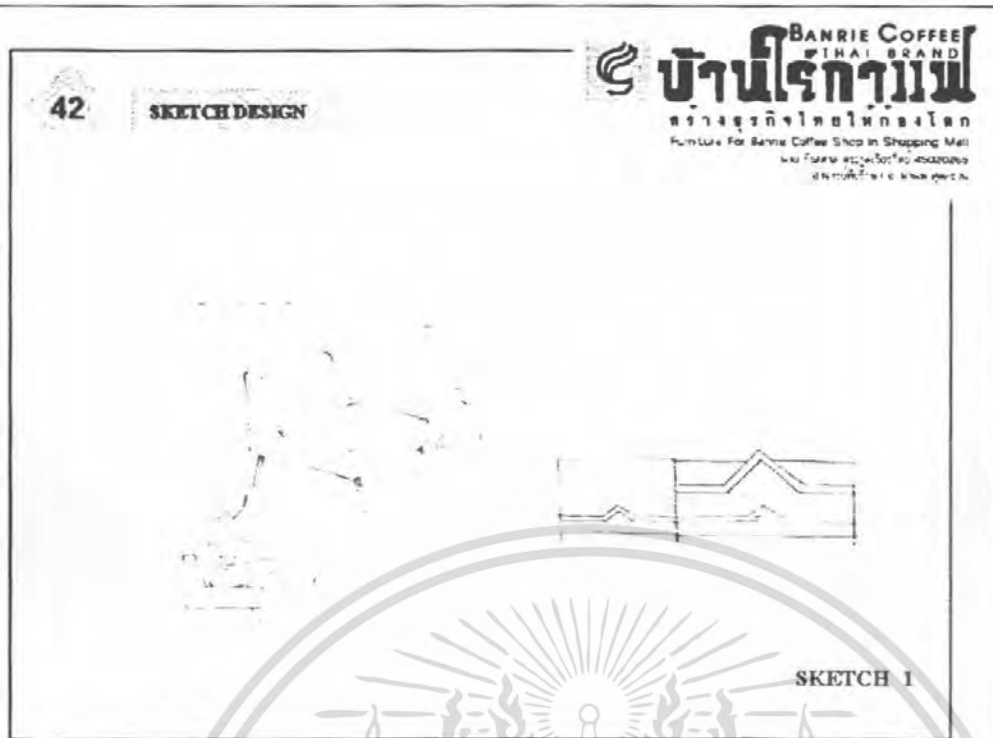 42
SKETCH DESIGN
BANRIE COFFEE
THAI BRAND
บ้านไร่กาแฟ
สร้างธุรกิจไทยให้ก้องโลก
Furniture For Banrie Coffee Shop In Shopping Mall
45020265
SKETCH 1